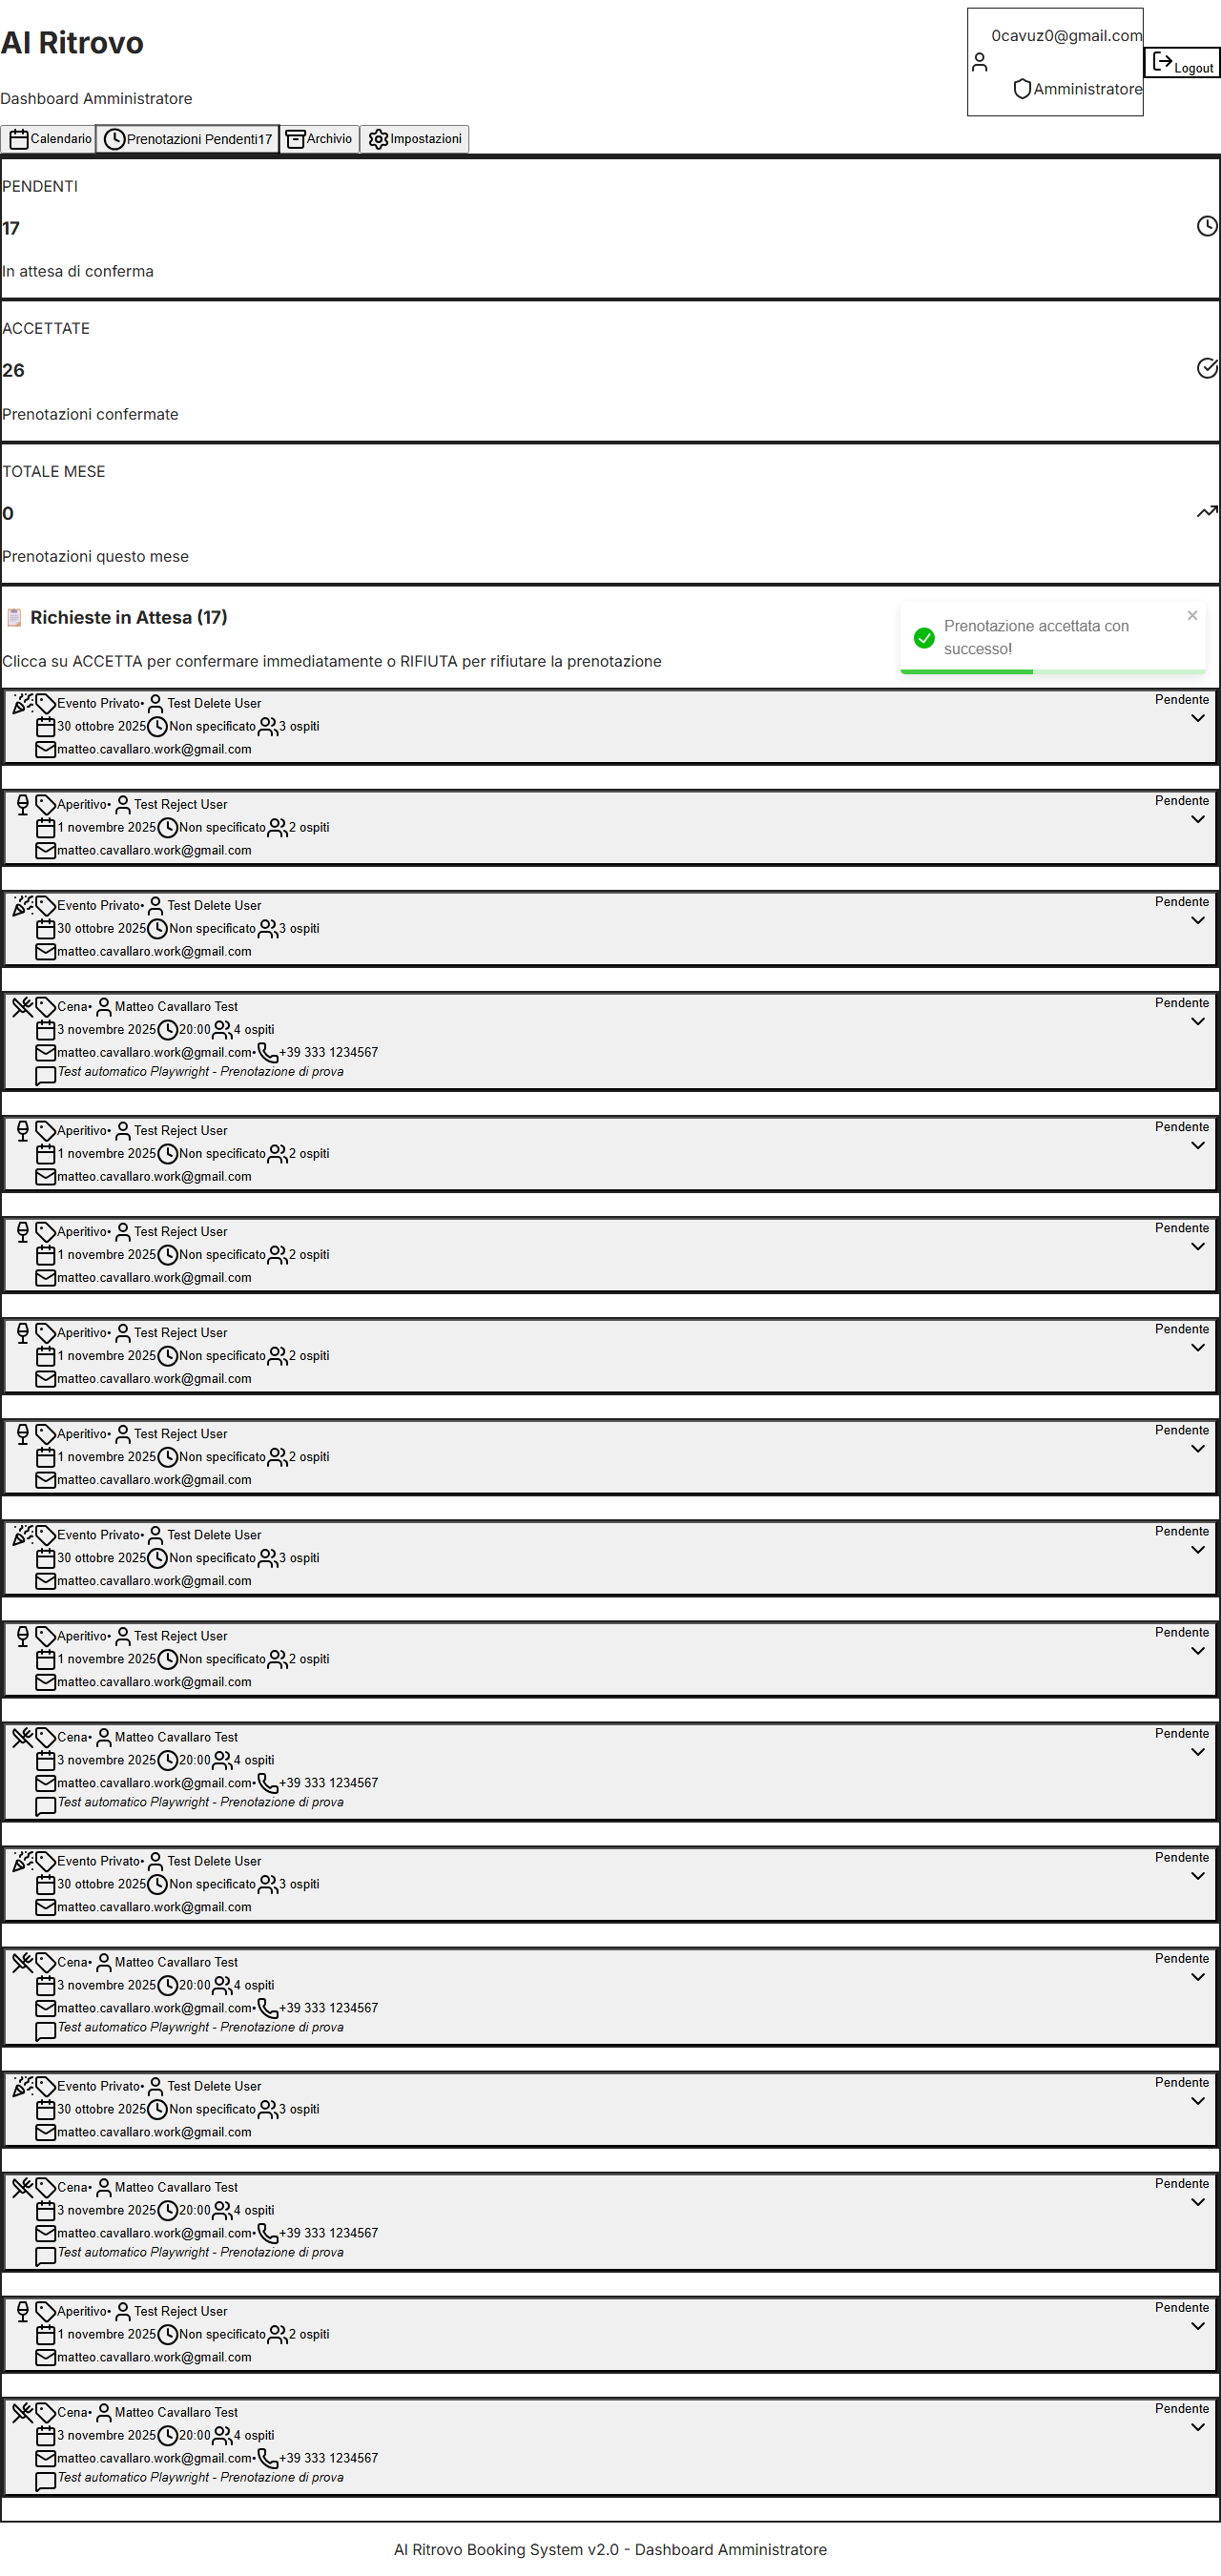 Al Ritrovo
Dashboard Amministratore
0cavuz0@gmail.com
Amministratore
Logout
Calendario
Prenotazioni Pendenti17
Archivio
Impostazioni
PENDENTI
17
In attesa di conferma
ACCETTATE
26
Prenotazioni confermate
TOTALE MESE
0
Prenotazioni questo mese
Richieste in Attesa (17)
Clicca su ACCETTA per confermare immediatamente o RIFIUTA per rifiutare la prenotazione
Prenotazione accettata con
successo!
Evento Privato• Test Delete User Pendente
30 ottobre 2025 Non specificato 3 ospiti
matteo.cavallaro.work@gmail.com
Aperitivo• Test Reject User Pendente
1 novembre 2025 Non specificato 2 ospiti
matteo.cavallaro.work@gmail.com
Evento Privato• Test Delete User Pendente
30 ottobre 2025 Non specificato 3 ospiti
matteo.cavallaro.work@gmail.com
Cena• Matteo Cavallaro Test Pendente
3 novembre 2025 20:00 4 ospiti
matteo.cavallaro.work@gmail.com• +39 333 1234567
Test automatico Playwright - Prenotazione di prova
Aperitivo• Test Reject User Pendente
1 novembre 2025 Non specificato 2 ospiti
matteo.cavallaro.work@gmail.com
Aperitivo• Test Reject User Pendente
1 novembre 2025 Non specificato 2 ospiti
matteo.cavallaro.work@gmail.com
Aperitivo• Test Reject User Pendente
1 novembre 2025 Non specificato 2 ospiti
matteo.cavallaro.work@gmail.com
Aperitivo• Test Reject User Pendente
1 novembre 2025 Non specificato 2 ospiti
matteo.cavallaro.work@gmail.com
Evento Privato• Test Delete User Pendente
30 ottobre 2025 Non specificato 3 ospiti
matteo.cavallaro.work@gmail.com
Aperitivo• Test Reject User Pendente
1 novembre 2025 Non specificato 2 ospiti
matteo.cavallaro.work@gmail.com
Cena• Matteo Cavallaro Test Pendente
3 novembre 2025 20:00 4 ospiti
matteo.cavallaro.work@gmail.com• +39 333 1234567
Test automatico Playwright - Prenotazione di prova
Evento Privato• Test Delete User Pendente
30 ottobre 2025 Non specificato 3 ospiti
matteo.cavallaro.work@gmail.com
Cena• Matteo Cavallaro Test Pendente
3 novembre 2025 20:00 4 ospiti
matteo.cavallaro.work@gmail.com• +39 333 1234567
Test automatico Playwright - Prenotazione di prova
Evento Privato• Test Delete User Pendente
30 ottobre 2025 Non specificato 3 ospiti
matteo.cavallaro.work@gmail.com
Cena• Matteo Cavallaro Test Pendente
3 novembre 2025 20:00 4 ospiti
matteo.cavallaro.work@gmail.com• +39 333 1234567
Test automatico Playwright - Prenotazione di prova
Aperitivo• Test Reject User Pendente
1 novembre 2025 Non specificato 2 ospiti
matteo.cavallaro.work@gmail.com
Cena• Matteo Cavallaro Test Pendente
3 novembre 2025 20:00 4 ospiti
matteo.cavallaro.work@gmail.com• +39 333 1234567
Test automatico Playwright - Prenotazione di prova
Al Ritrovo Booking System v2.0 - Dashboard Amministratore